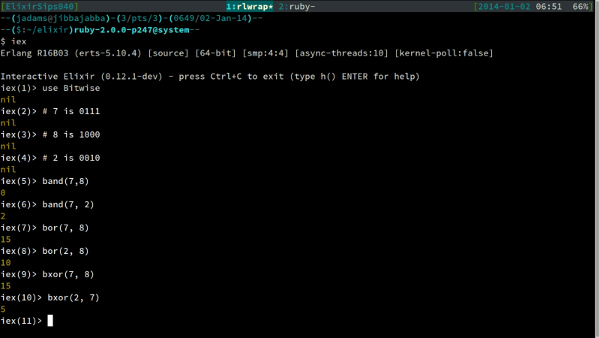 [ElixirSips040] 1:rlwrap* 2:ruby- [2014-01-02 06:51 66%]
--(jadams@jibbajabba)-(3/pts/3)-(0649/02-Jan-14)--
--($:~/elixir)ruby-2.0.0-p247@system--
$ iex
Erlang R16B03 (erts-5.10.4) [source] [64-bit] [smp:4:4] [async-threads:10] [kernel-poll:false]
Interactive Elixir (0.12.1-dev) - press Ctrl+C to exit (type h() ENTER for help)
iex(1)> use Bitwise
nil
iex(2)> # 7 is 0111
nil
iex(3)> # 8 is 1000
nil
iex(4)> # 2 is 0010
nil
iex(5)> band(7,8)
0
iex(6)> band(7, 2)
2
iex(7)> bor(7, 8)
15
iex(8)> bor(2, 8)
10
iex(9)> bxor(7, 8)
15
iex(10)> bxor(2, 7)
5
iex(11)>